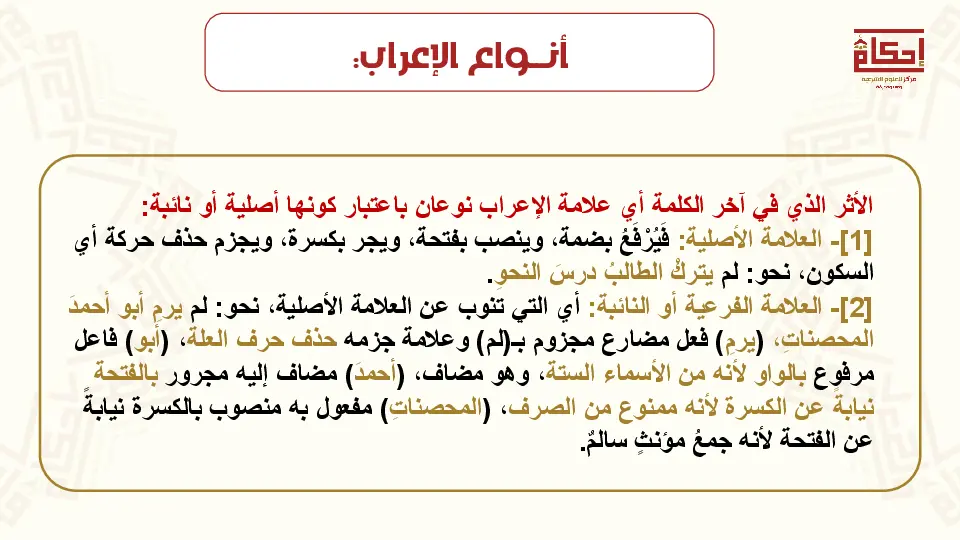 أنـــواع الإعراب:
إحكام
مركز للعلوم الشرعية
الأثر الذي في آخر الكلمة أي علامة الإعراب نوعان باعتبار كونها أصلية أو نائبة:
[1]- العلامة الأصلية: فَيُرْفَعُ بضمة، وينصب بفتحة، ويجر بكسرة، ويجزم حذف حركة أي
السكون، نحو: لم يتركْ الطالبُ درسَ النحوِ.
[2]- العلامة الفرعية أو النائبة: أي التي تنوب عن العلامة الأصلية، نحو: لم يرمِ أبو أحمدَ
المحصناتِ، (يرمِ) فعل مضارع مجزوم بـ(لم) وعلامة جزمه حذف حرف العلة، (أبو) فاعل
مرفوع بالواو لأنه من الأسماء الستة، وهو مضاف، (أحمدَ) مضاف إليه مجرور بالفتحة
نيابةً عن الكسرة لأنه ممنوع من الصرف، (المحصناتِ) مفعول به منصوب بالكسرة نيابةً
عن الفتحة لأنه جمعُ مؤنثٍ سالمٌ.